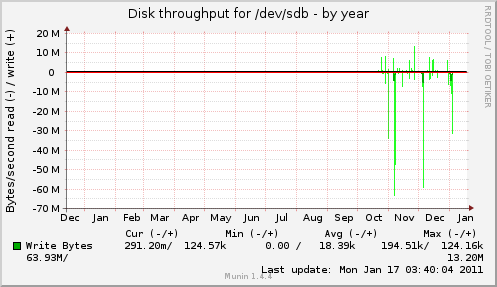 Disk throughput for /dev/sdb - by year
RRDTOOL / TOBI OETIKER
Bytes/second read (-) / write (+)
20 M
10 M
0
-10 M
-20 M
-30 M
-40 M
-50 M
-60 M
-70 M
Dec Jan Feb Mar Apr May Jun Jul Aug Sep Oct Nov Dec Jan
Cur (-/+) Min (-/+) Avg (-/+) Max (-/+)
Write Bytes 291.20m/ 124.57k 0.00 / 18.39k 194.51k/ 124.16k
63.93M/ 13.20M
Last update: Mon Jan 17 03:40:04 2011
Munin 1.4.4